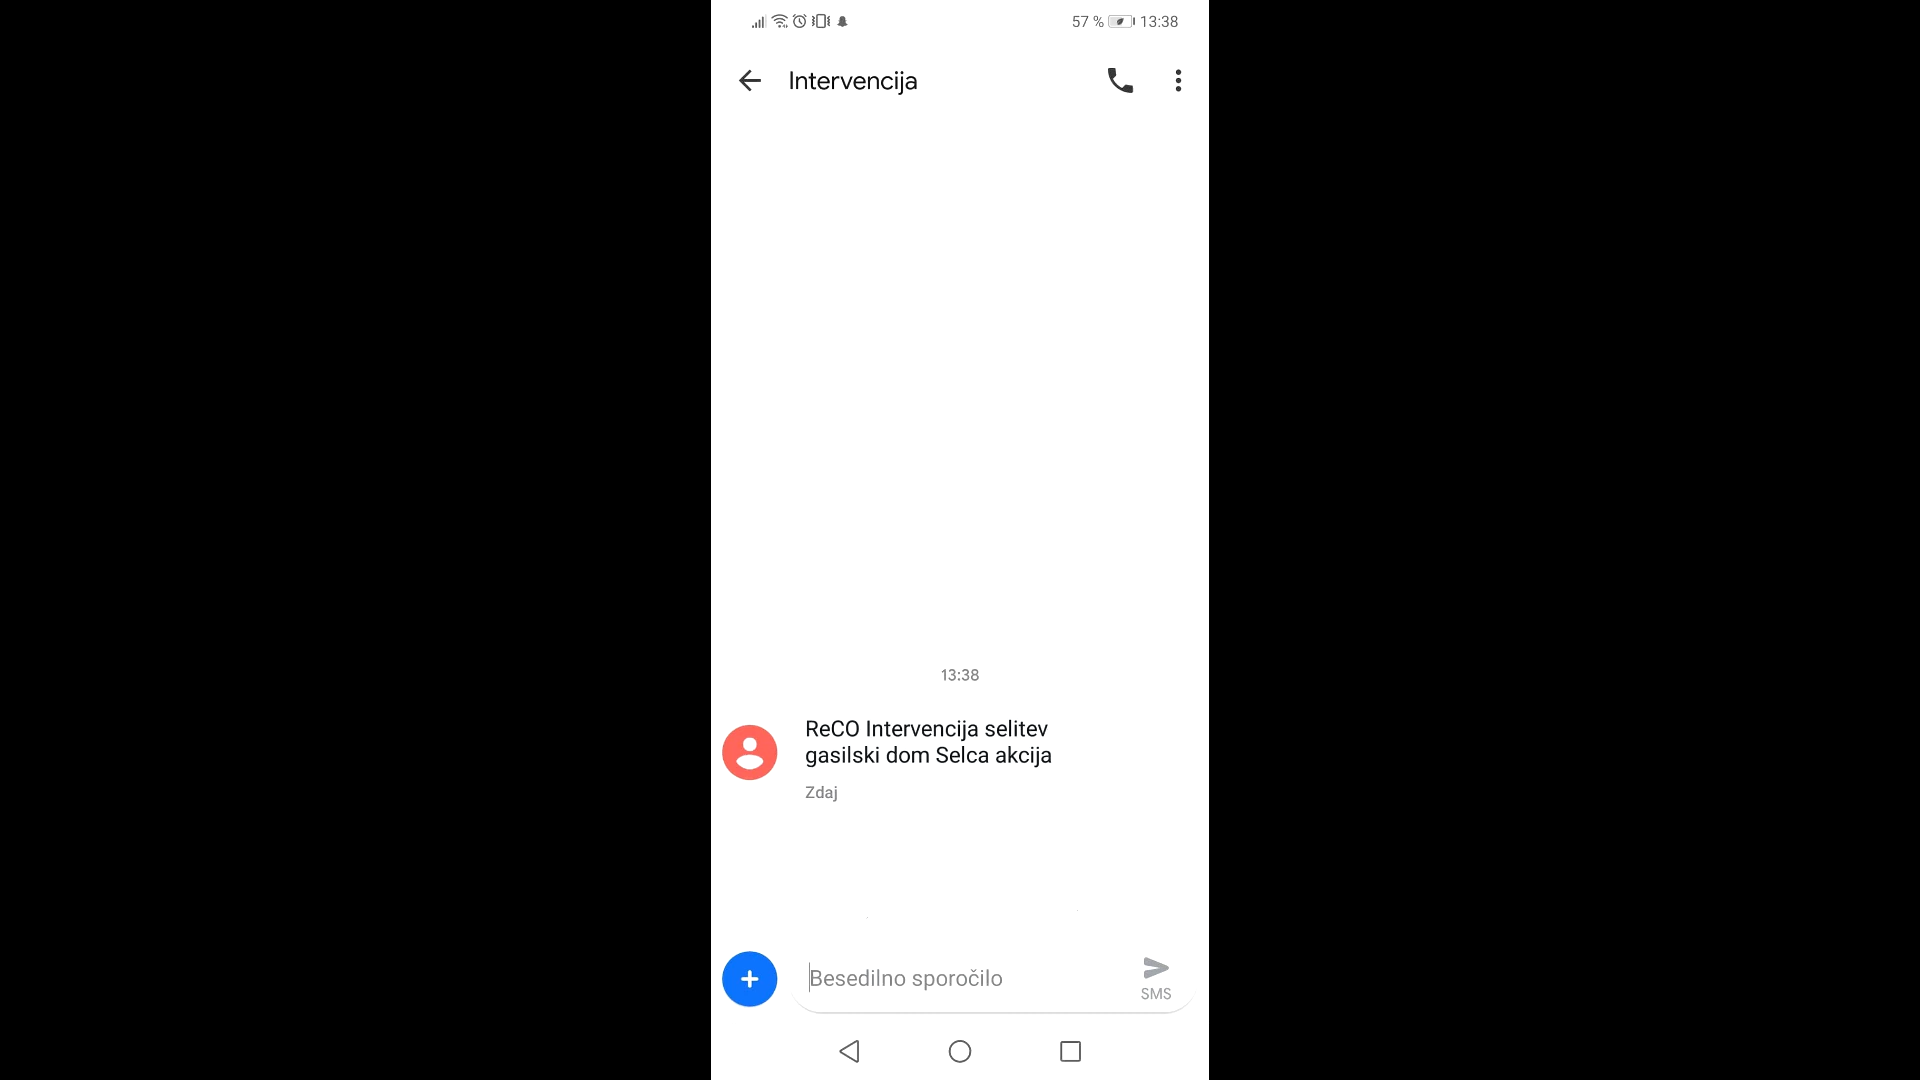 57 % 13:38
Intervencija
13:38
ReCO Intervencija selitev
gasilski dom Selca akcija
Zdaj
Besedilno sporočilo
SMS